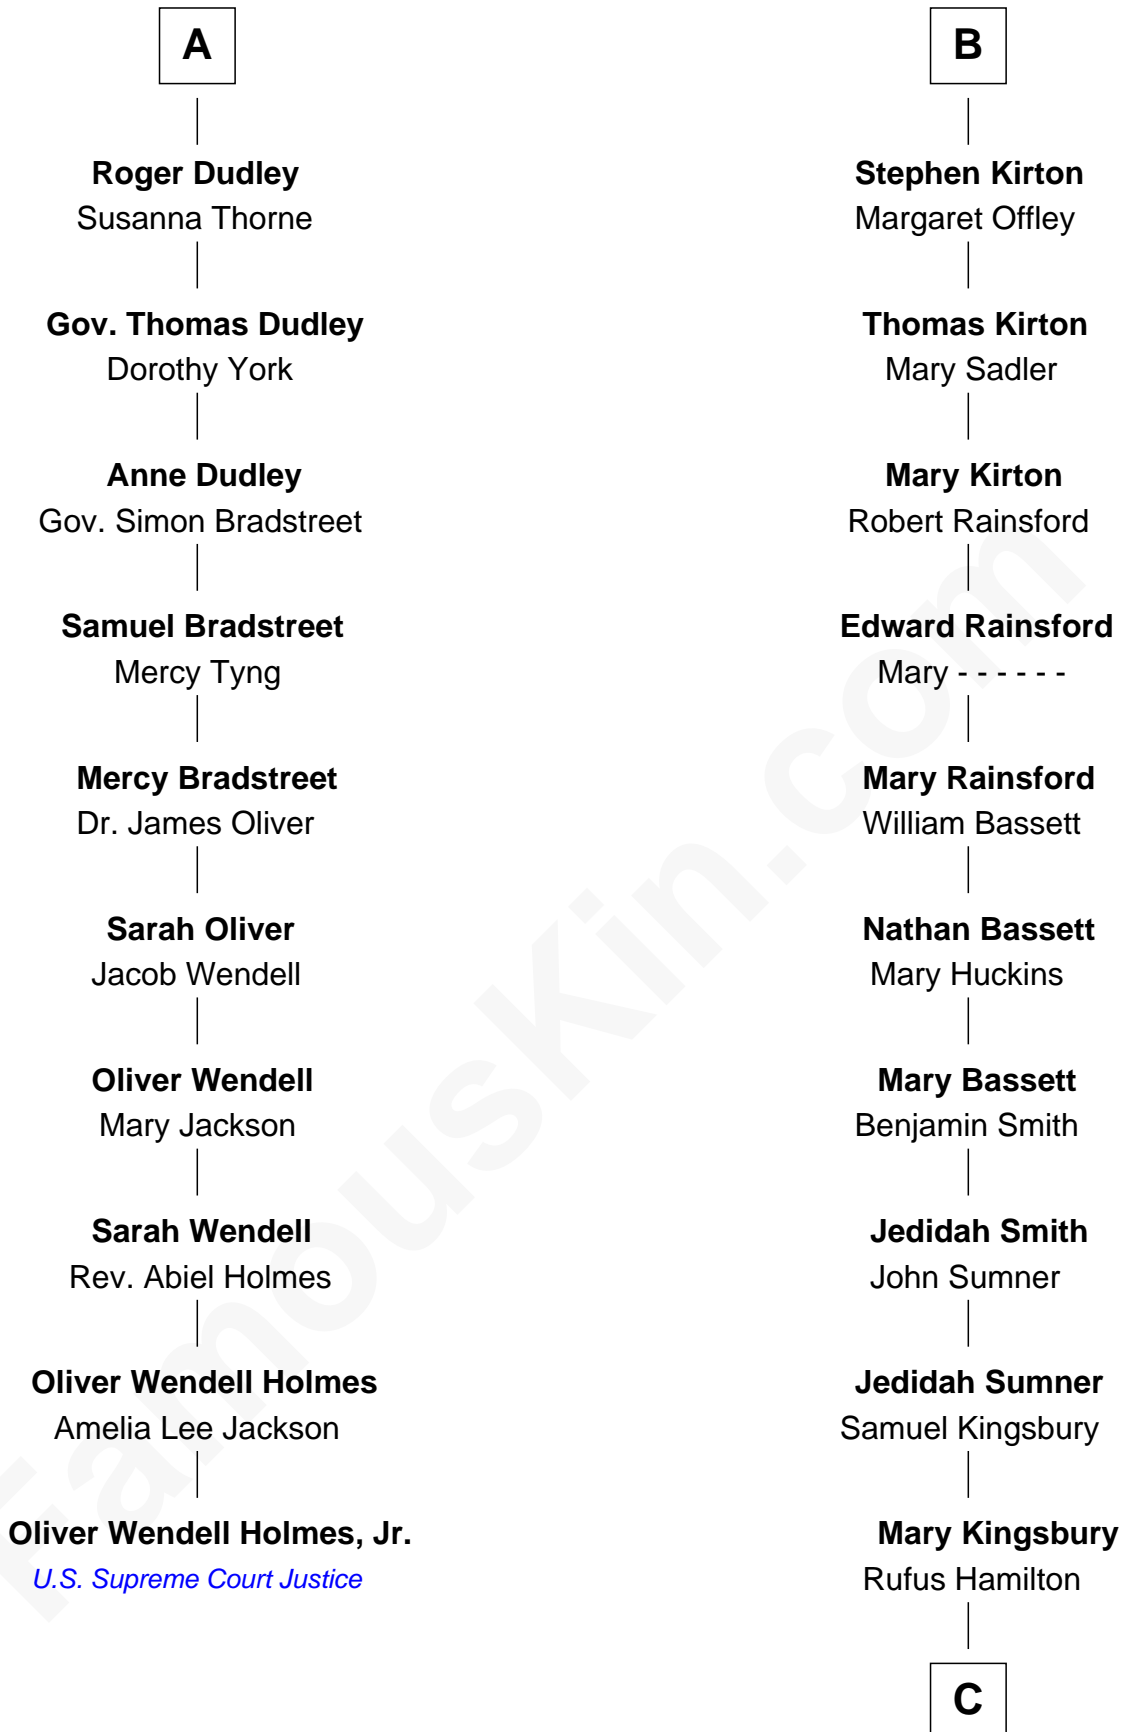 A
Roger Dudley
Susanna Thorne
Gov. Thomas Dudley
Dorothy York
Anne Dudley
Gov. Simon Bradstreet
Samuel Bradstreet
Mercy Tyng
Mercy Bradstreet
Dr. James Oliver
Sarah Oliver
Jacob Wendell
Oliver Wendell
Mary Jackson
Sarah Wendell
Rev. Abiel Holmes
Oliver Wendell Holmes
Amelia Lee Jackson
Oliver Wendell Holmes, Jr.
U.S. Supreme Court Justice
B
Stephen Kirton
Margaret Offley
Thomas Kirton
Mary Sadler
Mary Kirton
Robert Rainsford
Edward Rainsford
Mary - - - - - -
Mary Rainsford
William Bassett
Nathan Bassett
Mary Huckins
Mary Bassett
Benjamin Smith
Jedidah Smith
John Sumner
Jedidah Sumner
Samuel Kingsbury
Mary Kingsbury
Rufus Hamilton
C
FamousKin.com